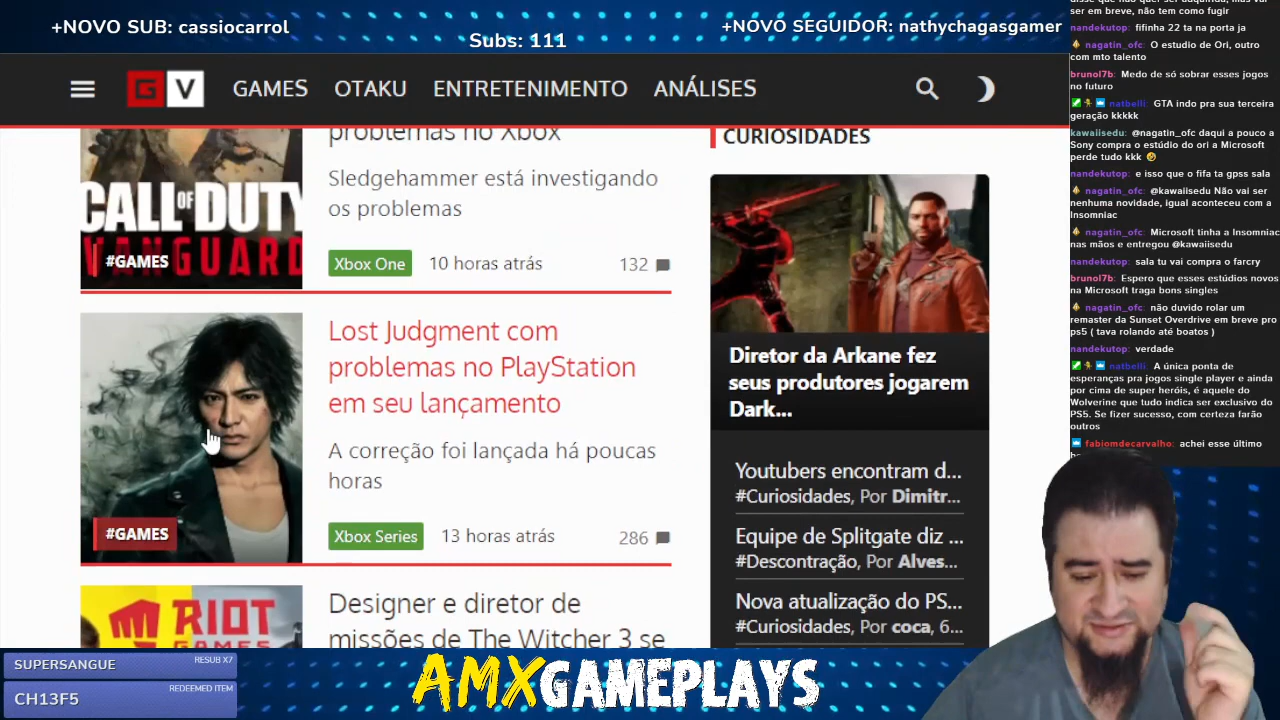 +NOVO SUB: cassiocarrol
Subs: 111
+NOVO SEGUIDOR: nathychagasgamer
GV
GAMES
OTAKU
ENTRETENIMENTO
ANÁLISES
problemas no Xbox
Sledgehammer está investigando
os problemas
CALL OF DUTY
VANGUARD
#GAMES
Xbox One
10 horas atrás
132
Lost Judgment com
problemas no PlayStation
em seu lançamento
A correção foi lançada há poucas
horas
#GAMES
Xbox Series
13 horas atrás
286
RIOT
GAMES
Designer e diretor de
missões de The Witcher 3 se
CURIOSIDADES
Diretor da Arkane fez
seus produtores jogarem
Dark...
Youtubers encontram d...
#Curiosidades, Por Dimitr...
Equipe de Splitgate diz ...
#Descontração, Por Alves...
Nova atualização do PS...
#Curiosidades, Por coca, 6...
ser em breve, não tem como fugir
nandekutop: fifinha 22 ta na porta ja
nagatin_ofc: O estudio de Ori, outro
com mto talento
brunol7b: Medo de só sobrar esses jogos
no futuro
natbelli: GTA indo pra sua terceira
geração kkkkk
kawaiisedu: @nagatin_ofc daqui a pouco a
Sony compra o estúdio do ori a Microsoft
perde tudo kkk 🤣
nandekutop: e isso que o fifa ta gpss sala
nagatin_ofc: @kawaiisedu Não vai ser
nenhuma novidade, igual aconteceu com a
Insomniac
nagatin_ofc: Microsoft tinha a Insomniac
nas mãos e entregou @kawaiisedu
nandekutop: sala tu vai compra o farcry
brunol7b: Espero que esses estúdios novos
na Microsoft traga bons singles
nagatin_ofc: não duvido rolar um
remaster da Sunset Overdrive em breve pro
ps5 ( tava rolando até boatos )
nandekutop: verdade
natbelli: A única ponta de
esperanças pra jogos single player e ainda
por cima de super heróis, é aquele do
Wolverine que tudo indica ser exclusivo do
PS5. Se fizer sucesso, com certeza farão
outros
fabiomdecarvalho: achei esse último
SUPERSANGUE
RESUB X7
CH13F5
REDEEMED ITEM
AMXGAMEPLAYS